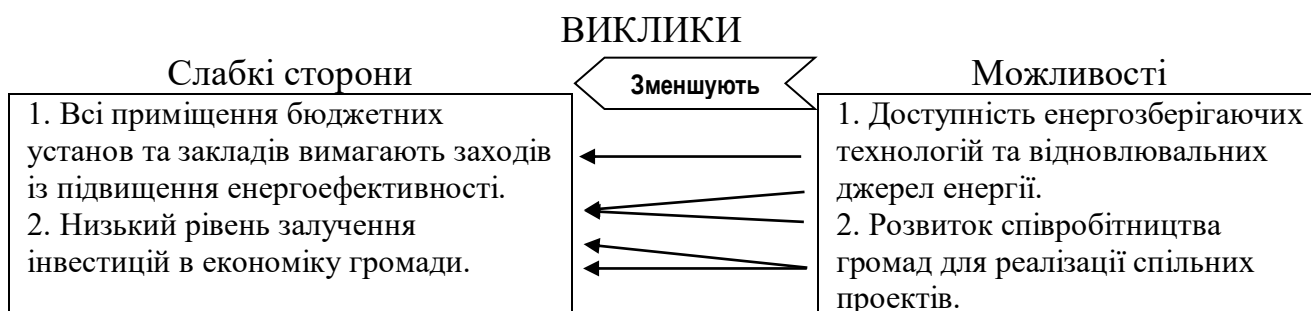 ВИКЛИКИ
Слабкі сторони
Зменшують
Можливості
1. Всі приміщення бюджетних
установ та закладів вимагають заходів
із підвищення енергоефективності.
2. Низький рівень залучення
інвестицій в економіку громади.
1. Доступність енергозберігаючих
технологій та відновлювальних
джерел енергії.
2. Розвиток співробітництва
громад для реалізації спільних
проектів.